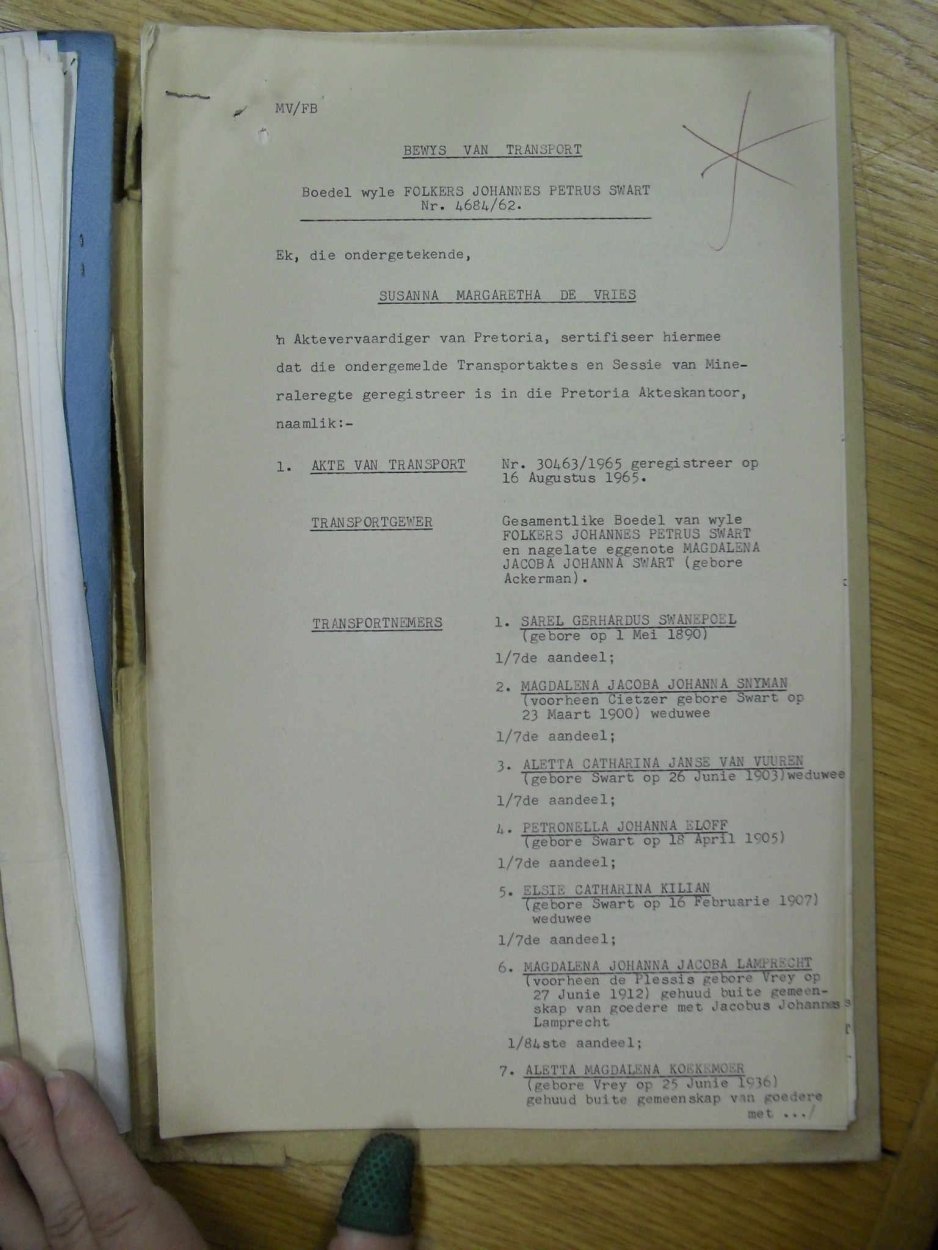 MV/FB
BEWYS VAN TRANSPORT
Boedel wyle FOLKERS JOHANNES PETRUS SWART
Nr. 4684/62.
Ek, die ondergetekende,
SUSANNA MARGARETHA DE VRIES
'n Aktevervaardiger van Pretoria, sertifiseer hiermee
dat die ondergemelde Transportaktes en Sessie van Mine-
raleregte geregistreer is in die Pretoria Akteskantoor,
naamlik:-
1. AKTE VAN TRANSPORT Nr. 30463/1965 geregistreer op
16 Augustus 1965.
TRANSPORTGEWER Gesamentlike Boedel van wyle
FOLKERS JOHANNES PETRUS SWART
en nagelate eggenote MAGDALENA
JACOBA JOHANNA SWART (gebore
Ackerman).
TRANSPORTNEMERS 1. SAREL GERHARDUS SWANEPOEL
(gebore op 1 Mei 1890)
1/7de aandeel;
2. MAGDALENA JACOBA JOHANNA SNYMAN
(voorheen Cietzer gebore Swart op
23 Maart 1900) weduwee
1/7de aandeel;
3. ALETTA CATHARINA JANSE VAN VUUREN
(gebore Swart op 26 Junie 1903)weduwee
1/7de aandeel;
4. PETRONELLA JOHANNA ELOFF
(gebore Swart op 18 April 1905)
1/7de aandeel;
5. ELSIE CATHARINA KILIAN
(gebore Swart op 16 Februarie 1907)
weduwee
1/7de aandeel;
6. MAGDALENA JOHANNA JACOBA LAMPRECHT
(voorheen de Plessis gebore Vrey op
27 Junie 1912) gehuud buite gemeen-
skap van goedere met Jacobus Johannes
Lamprecht
1/84ste aandeel;
7. ALETTA MAGDALENA KOEKEMOER
(gebore Vrey op 25 Junie 1936)
gehuud buite gemeenskap van goedere
met .../